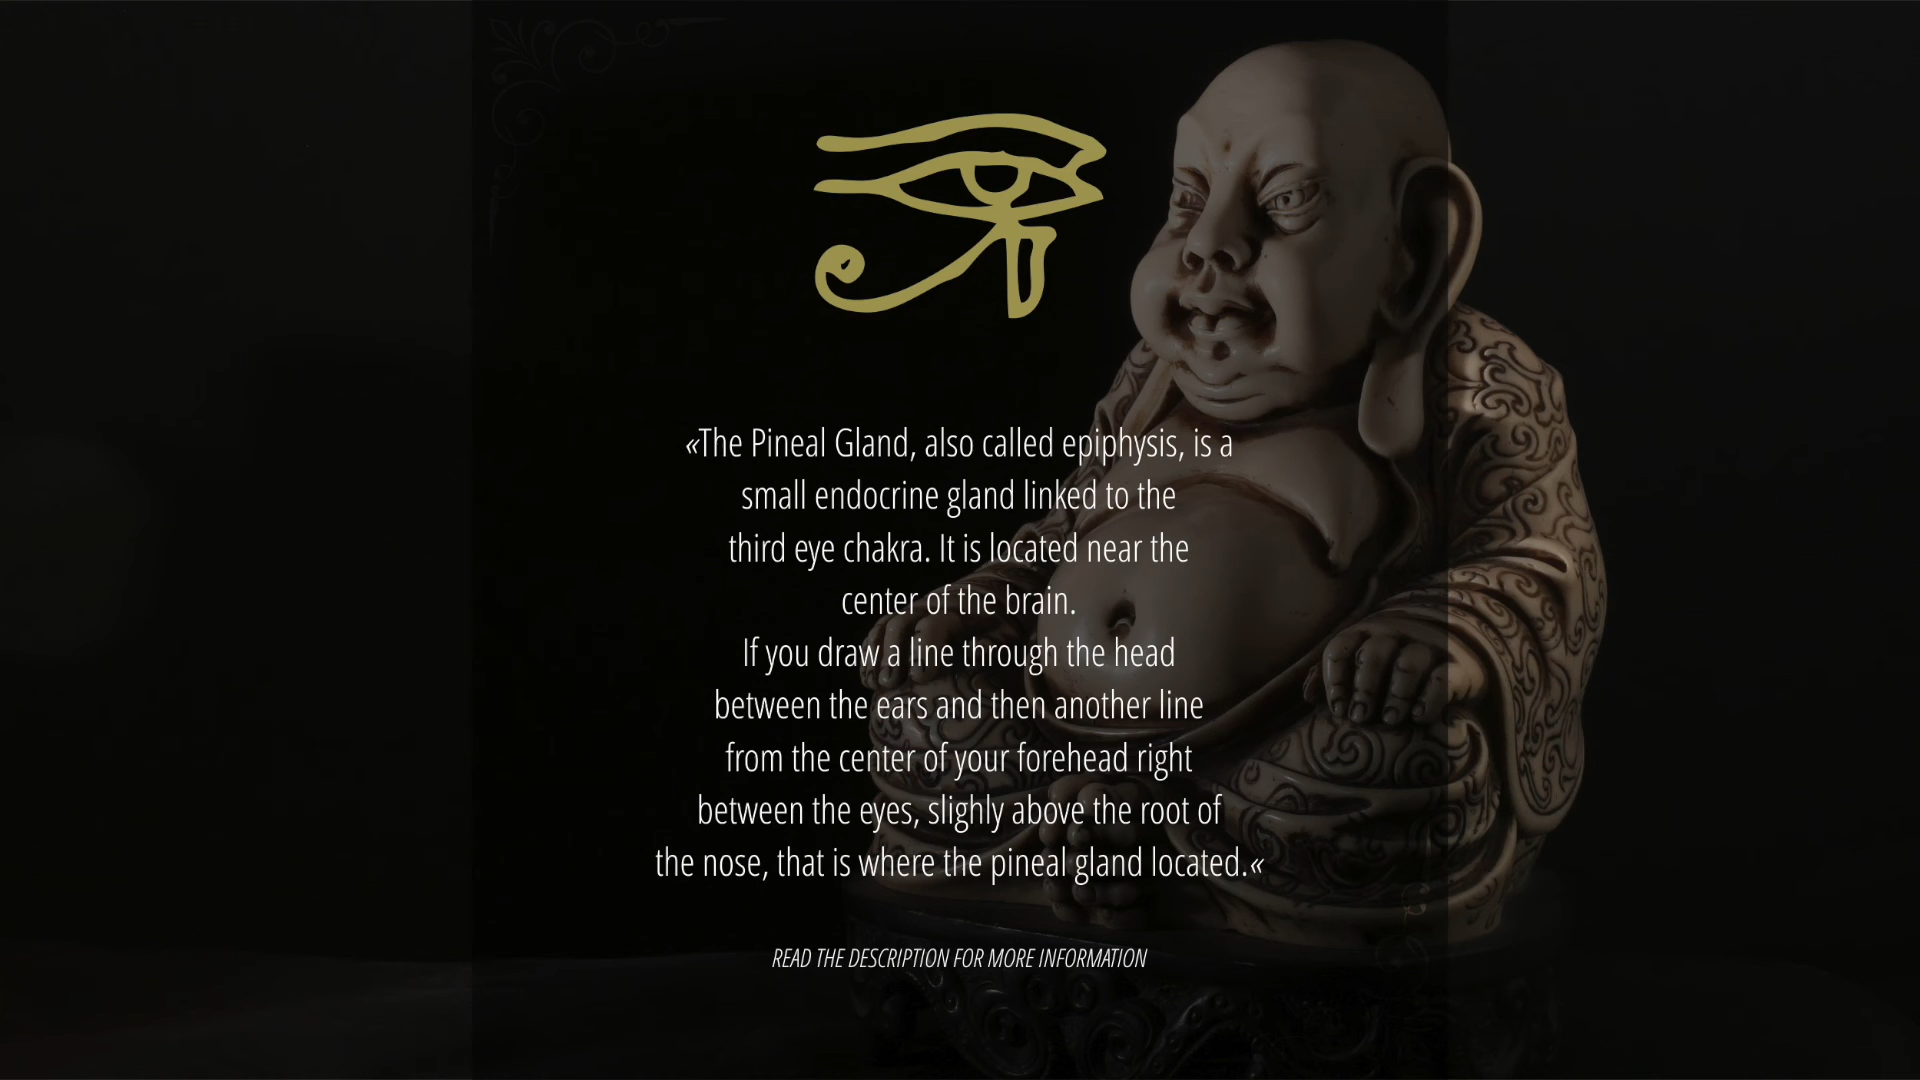 «The Pineal Gland, also called epiphysis, is a
small endocrine gland linked to the
third eye chakra. It is located near the
center of the brain.
If you draw a line through the head
between the ears and then another line
from the center of your forehead right
between the eyes, slighly above the root of
the nose, that is where the pineal gland located.«
READ THE DESCRIPTION FOR MORE INFORMATION